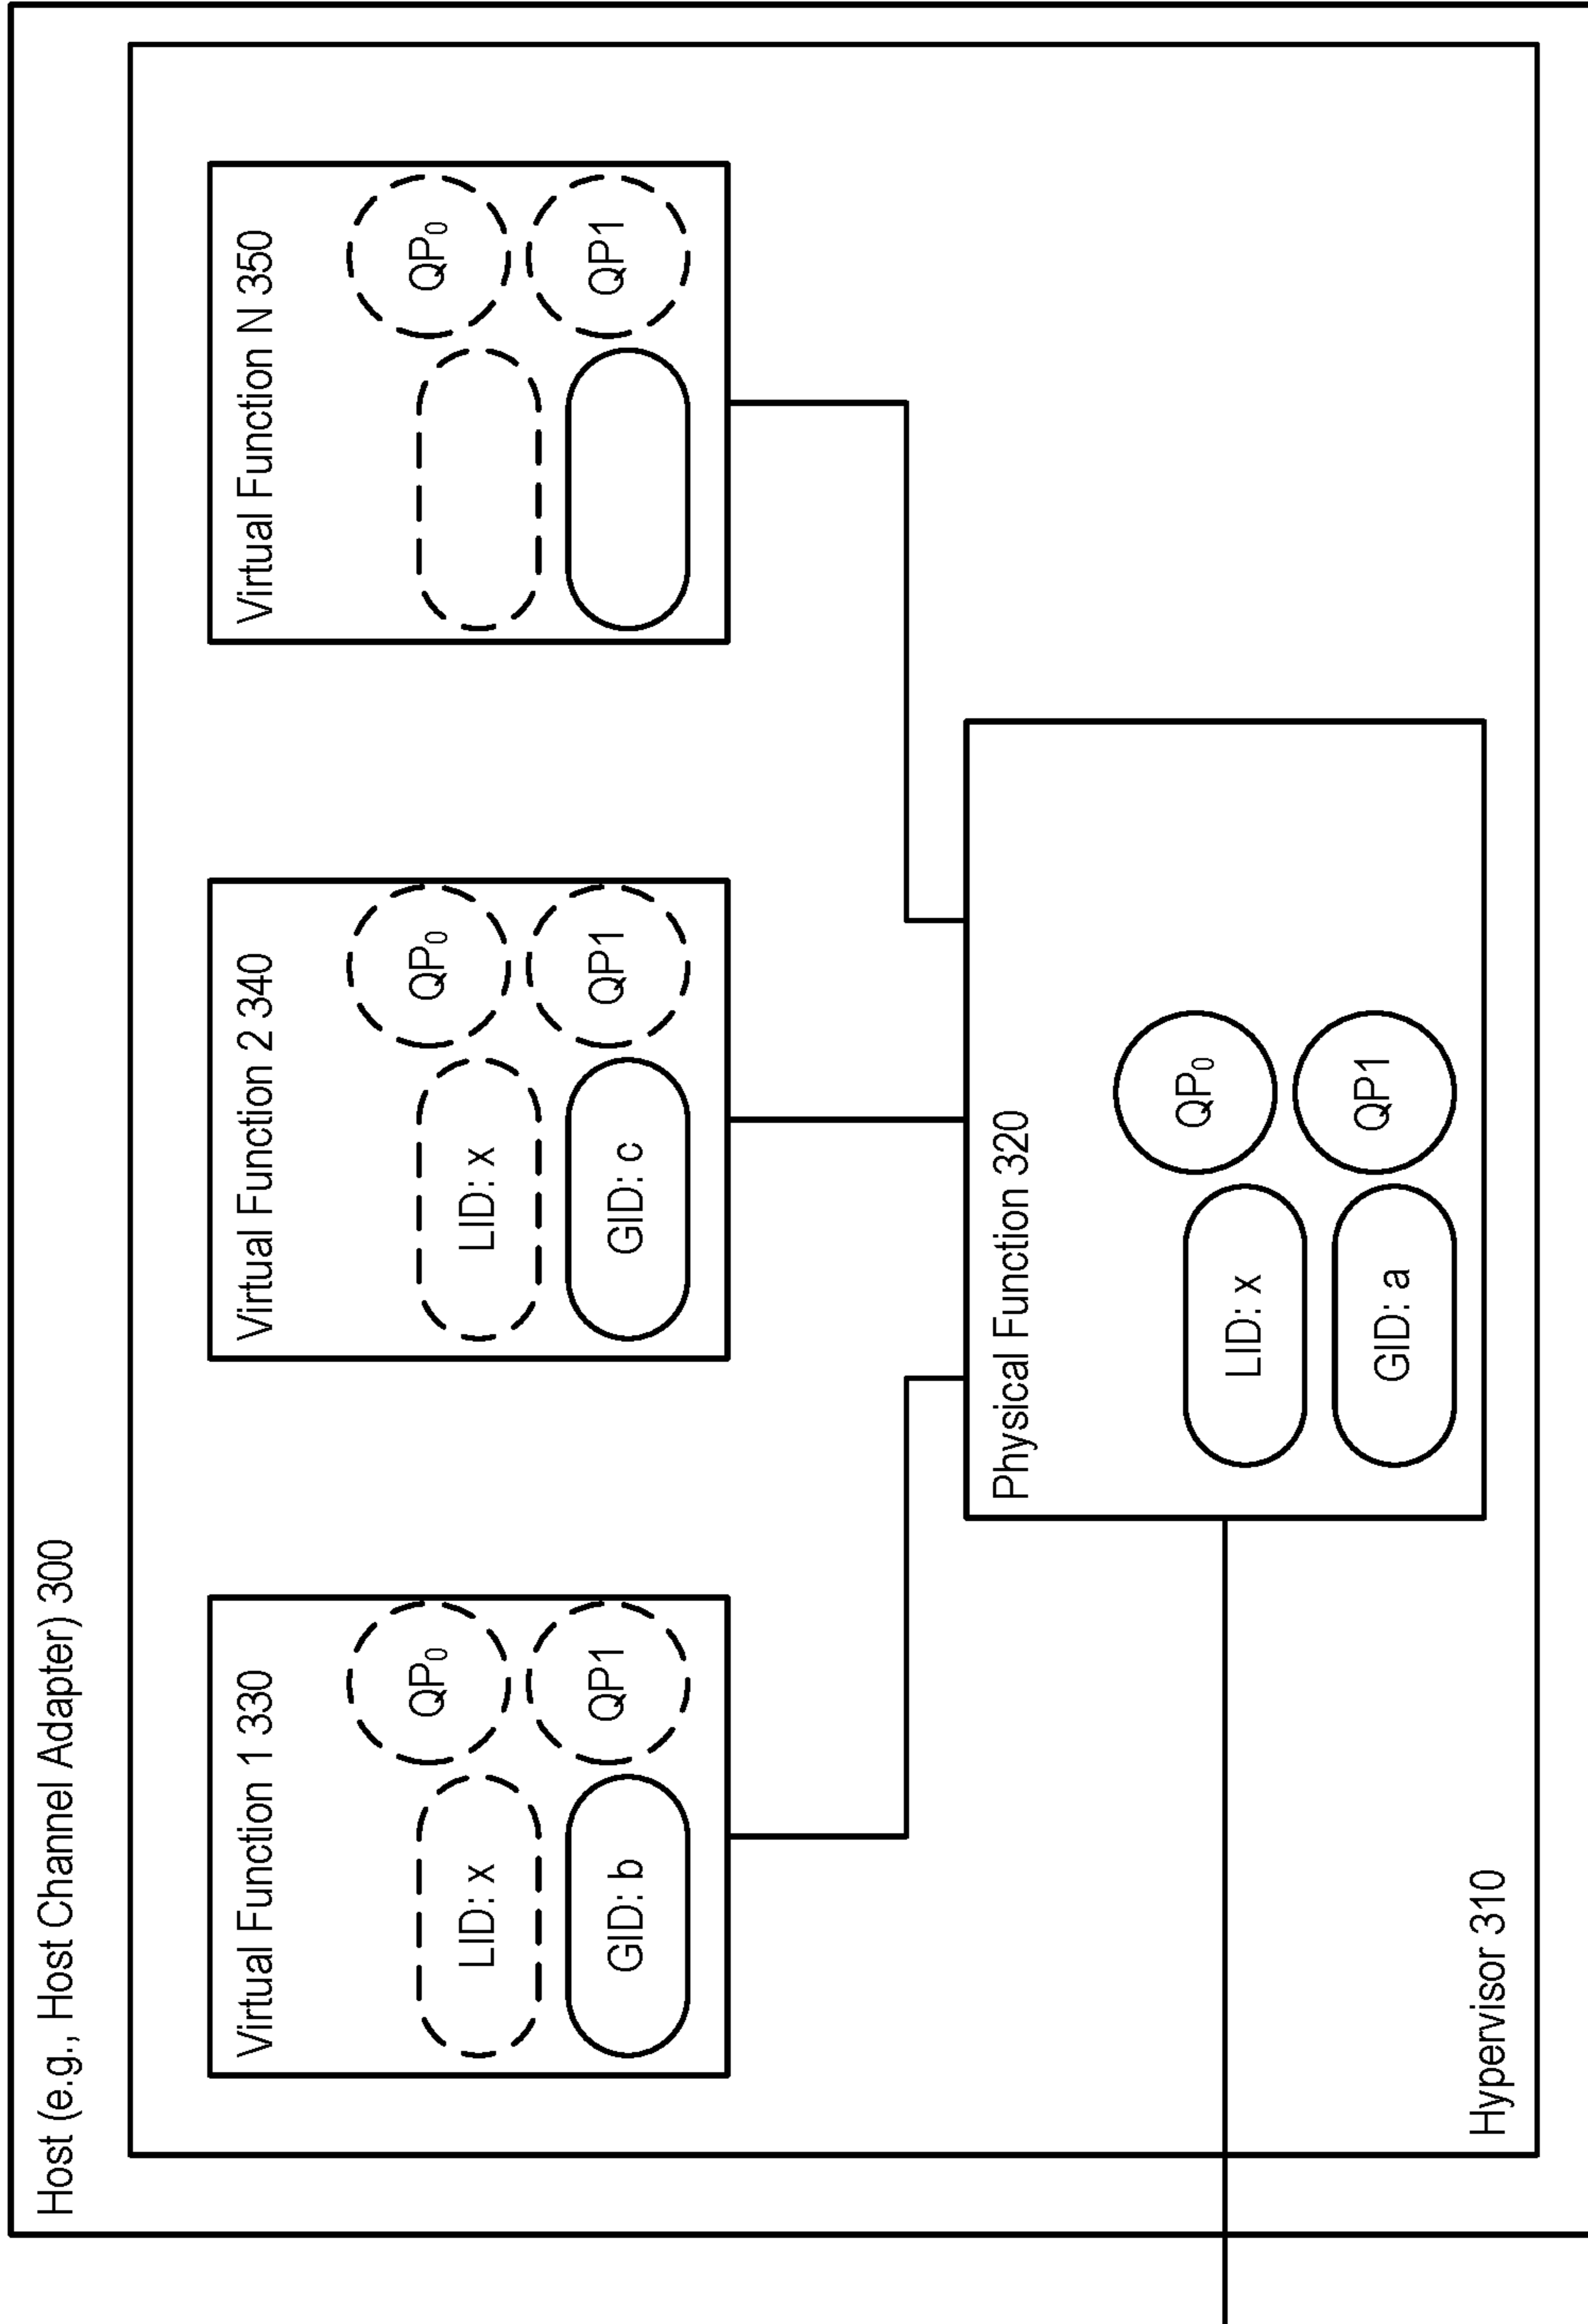 Host (e.g., Host Channel Adapter) 300
Virtual Function 1 330
QP₀
LID: x
QP1
GID: b
Virtual Function 2 340
QP₀
LID: x
QP1
GID: c
Virtual Function N 350
QP₀
QP1
Physical Function 320
QP₀
LID: x
QP1
GID: a
Hypervisor 310